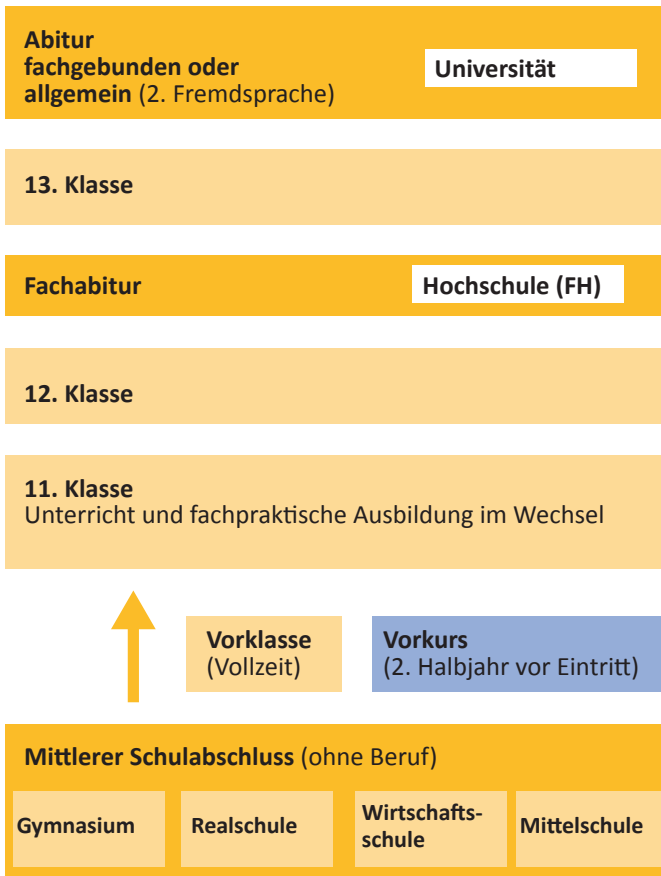 Abitur
fachgebunden oder
allgemein (2. Fremdsprache)
Universität
13. Klasse
Fachabitur
Hochschule (FH)
12. Klasse
11. Klasse
Unterricht und fachpraktische Ausbildung im Wechsel
Vorklasse
(Vollzeit)
Vorkurs
(2. Halbjahr vor Eintritt)
Mittlerer Schulabschluss (ohne Beruf)
Gymnasium
Realschule
Wirtschafts-
schule
Mittelschule